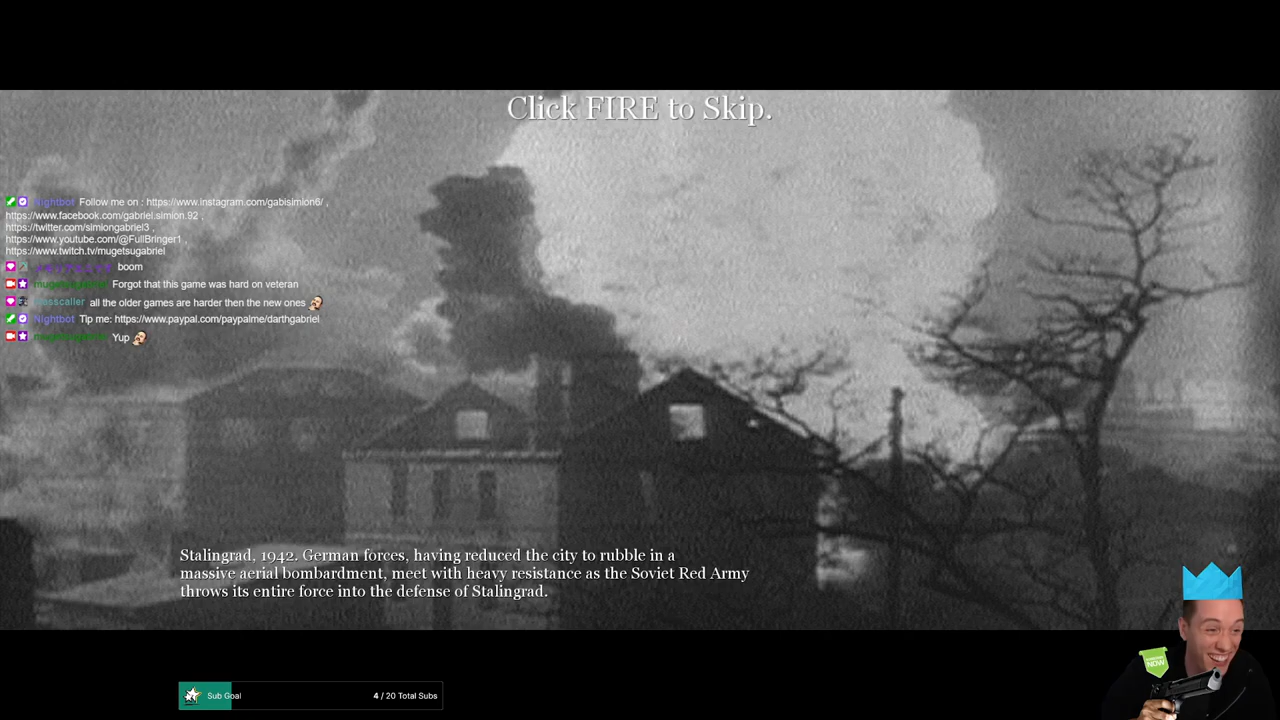 Click FIRE to Skip.
Nightbot Follow me on : https://www.instagram.com/gabisimion6/ ,
https://www.facebook.com/gabriel.simion.92 ,
https://twitter.com/simiongabriel3 ,
https://www.youtube.com/@FullBringer1 ,
https://www.twitch.tv/mugetsugabriel
boom
mugetsugabriel Forgot that this game was hard on veteran
all the older games are harder then the new ones
Nightbot Tip me: https://www.paypal.com/paypalme/darthgabriel
mugetsugabriel Yup
Stalingrad, 1942. German forces, having reduced the city to rubble in a
massive aerial bombardment, meet with heavy resistance as the Soviet Red Army
throws its entire force into the defense of Stalingrad.
NOW
Sub Goal 4 / 20 Total Subs